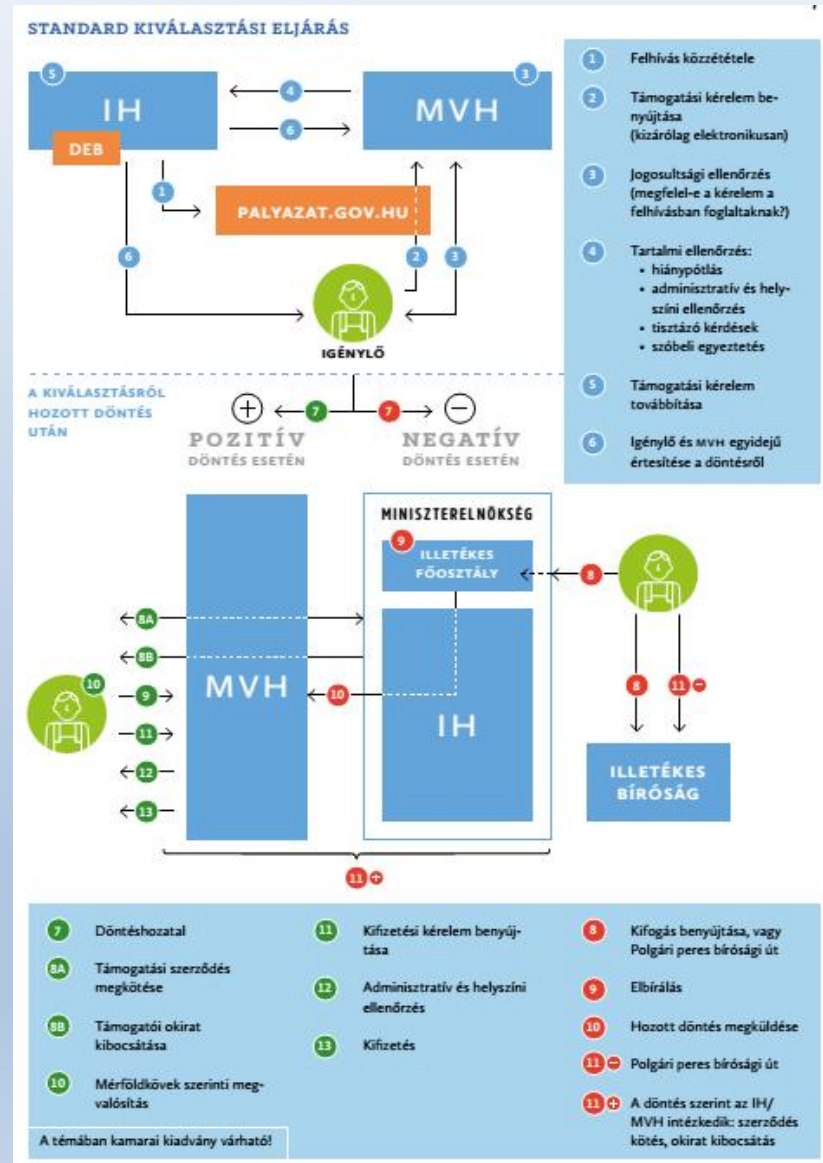 STANDARD KIVÁLASZTÁSI ELJÁRÁS
5
IH
DEB
4
6
3
MVH
1
PALYAZAT.GOV.HU
6
2
3
IGÉNYLŐ
1 Felhívás közzététele
2 Támogatási kérelem be-
nyújtása
(kizárólag elektronikusan)
3 Jogosultsági ellenőrzés
(megfelel-e a kérelem a
felhívásban foglaltaknak?)
4 Tartalmi ellenőrzés:
• hiánypótlás
• adminisztratív és hely-
színi ellenőrzés
• tisztázó kérdések
• szóbeli egyeztetés
5 Támogatási kérelem
továbbítása
6 Igénylő és MVH egyidejű
értesítése a döntésről
A KIVÁLASZTÁSRÓL
HOZOTT DÖNTÉS
UTÁN
+ 7
7 −
POZITÍV
DÖNTÉS ESETÉN
NEGATÍV
DÖNTÉS ESETÉN
MINISZTERELNÖKSÉG
9
ILLETÉKES
FŐOSZTÁLY
8
8A
8B
10
9
11
12
13
MVH
10
IH
8
11 −
ILLETÉKES
BÍRÓSÁG
11 +
7 Döntéshozatal
8A Támogatási szerződés
megkötése
8B Támogatói okirat
kibocsátása
10 Mérföldkövek szerinti meg-
valósítás
11 Kifizetési kérelem benyúj-
tása
12 Adminisztratív és helyszíni
ellenőrzés
13 Kifizetés
8 Kifogás benyújtása, vagy
Polgári peres bírósági út
9 Elbírálás
10 Hozott döntés megküldése
11 − Polgári peres bírósági út
11 + A döntés szerint az IH/
MVH intézkedik: szerződés
kötés, okirat kibocsátás
A témában kamarai kiadvány várható!